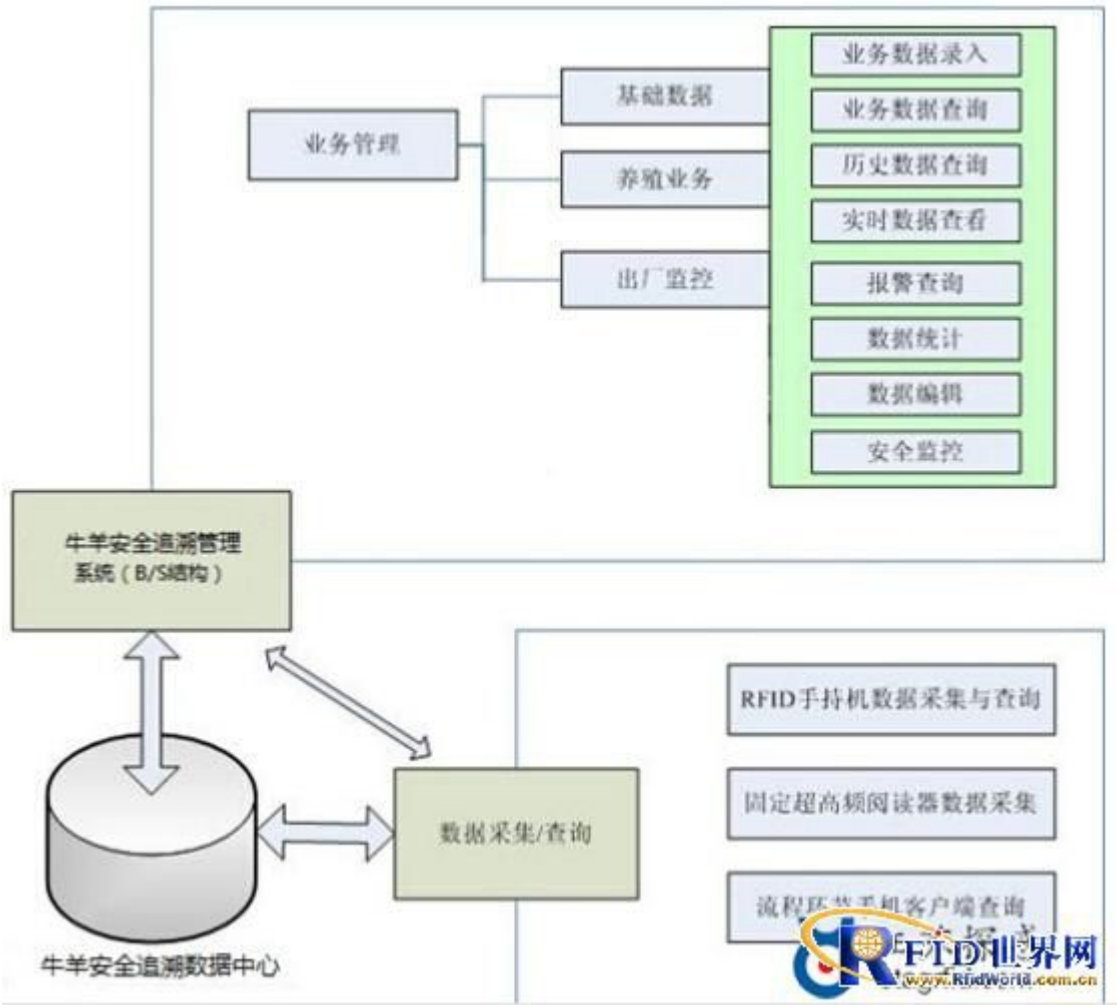 业务管理
基础数据
养殖业务
出厂监控
业务数据录入
业务数据查询
历史数据查询
实时数据查看
报警查询
数据统计
数据编辑
安全监控
牛羊安全追溯管理
系统（B/S结构）
RFID手持机数据采集与查询
固定超高频阅读器数据采集
流程环节手机客户端查询
数据采集/查询
牛羊安全追溯数据中心
RFID世界网
www.RfidWorld.com.cn